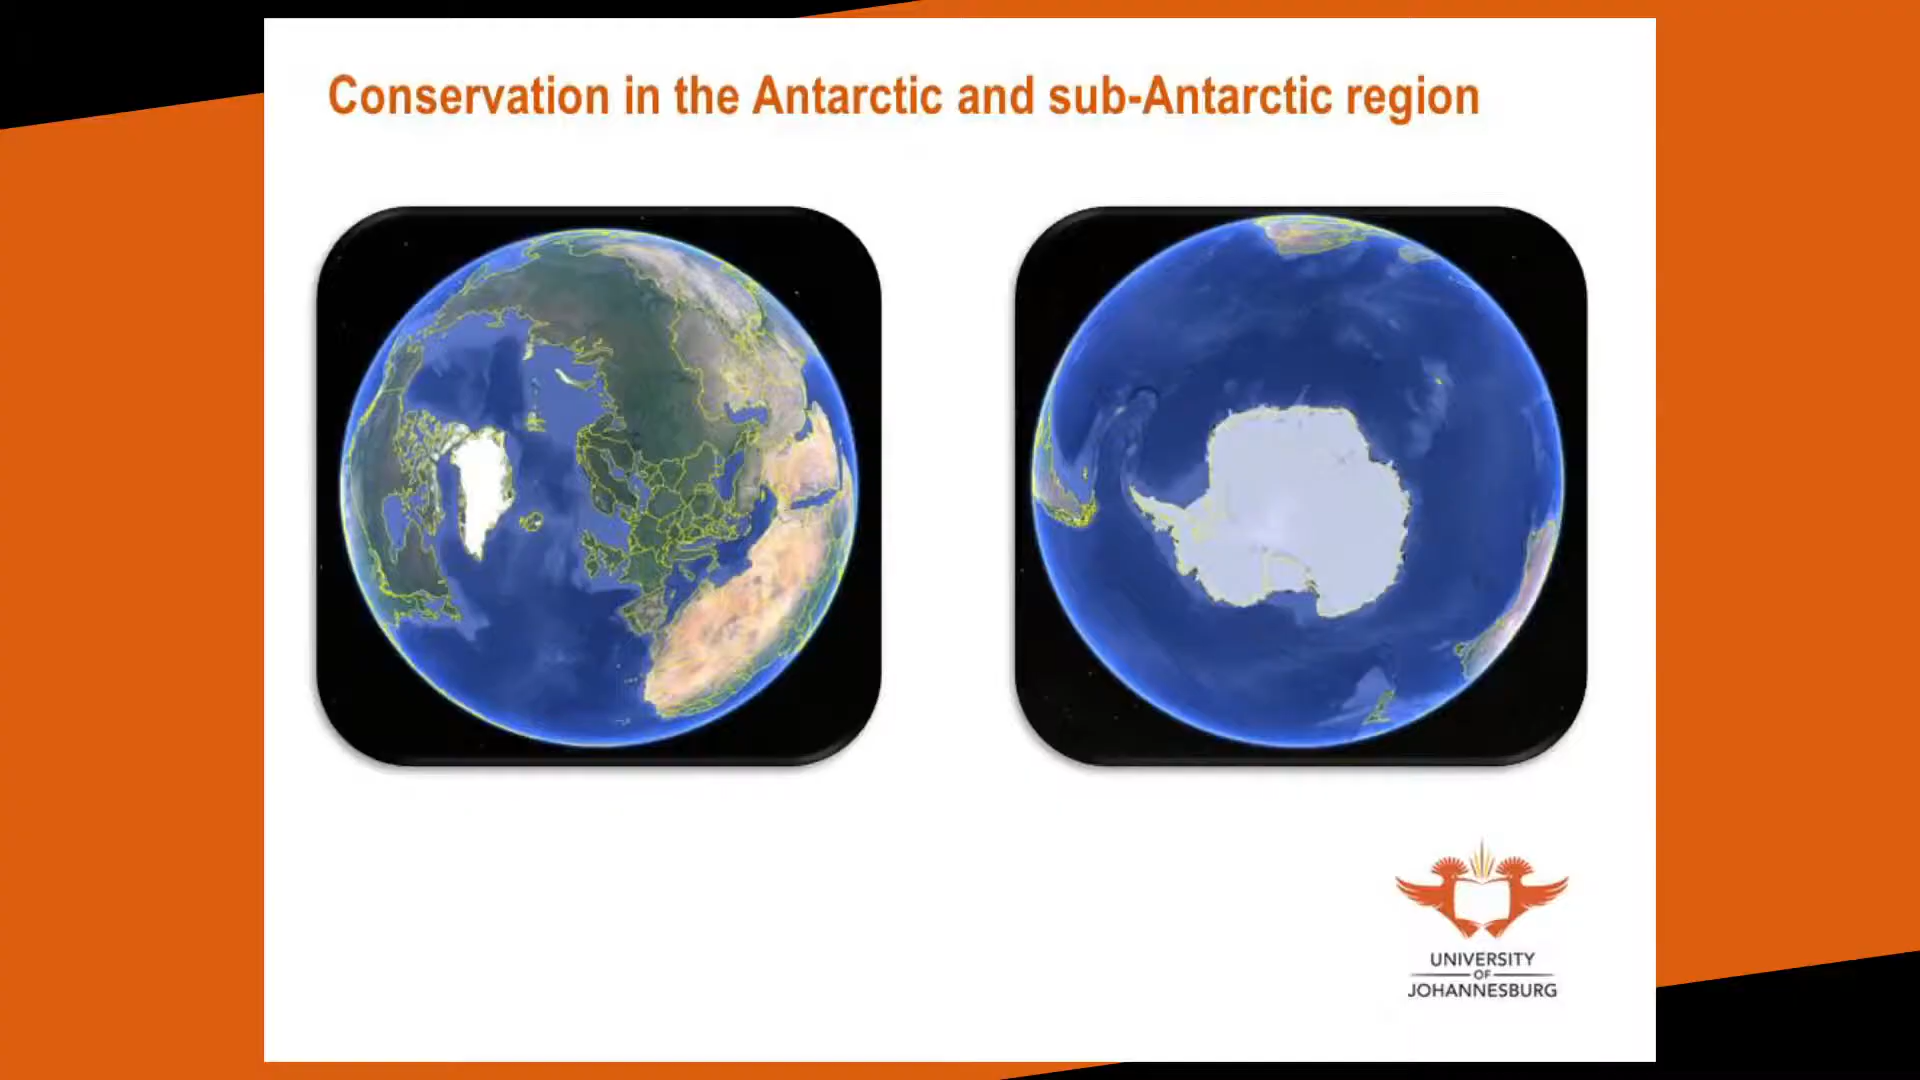 Conservation in the Antarctic and sub-Antarctic region
UNIVERSITY
OF
JOHANNESBURG